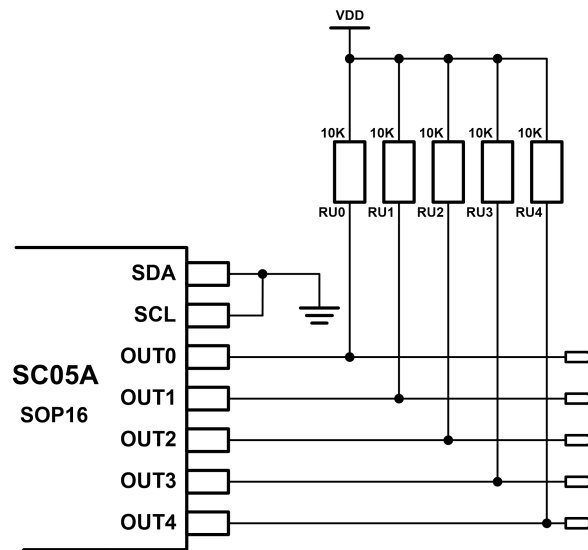 VDD
10K 10K 10K 10K 10K
RU0 RU1 RU2 RU3 RU4
SDA
SCL
OUT0
SC05A
OUT1
SOP16
OUT2
OUT3
OUT4